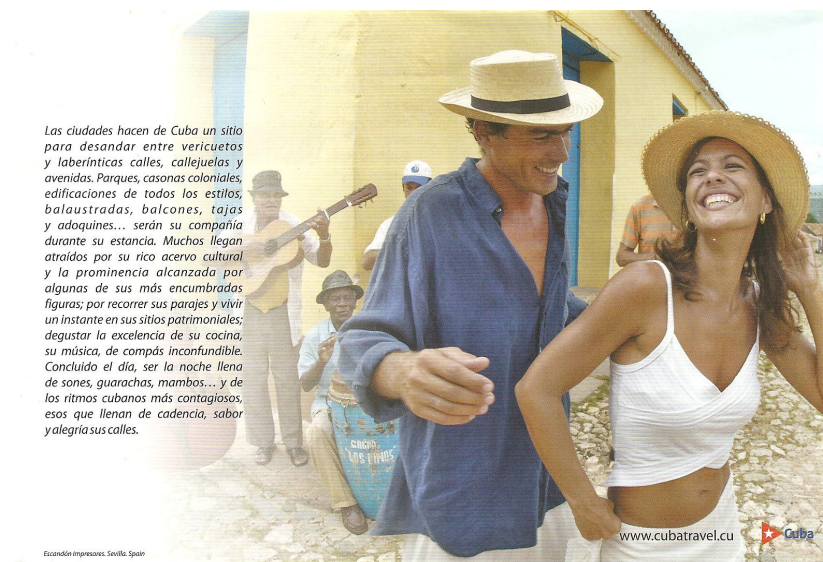 Las ciudades hacen de Cuba un sitio
para desandar entre vericuetos
y laberínticas calles, callejuelas y
avenidas. Parques, casonas coloniales,
edificaciones de todos los estilos,
balaustradas, balcones, tajas
y adoquines... serán su compañía
durante su estancia. Muchos llegan
atraídos por su rico acervo cultural
y la prominencia alcanzada por
algunas de sus más encumbradas
figuras; por recorrer sus parajes y vivir
un instante en sus sitios patrimoniales;
degustar la excelencia de su cocina,
su música, de compás inconfundible.
Concluido el día, ser la noche llena
de sones, guarachas, mambos... y de
los ritmos cubanos más contagiosos,
esos que llenan de cadencia, sabor
y alegría sus calles.
LOS PINOS
www.cubatravel.cu
Cuba
Escandón Impresores. Sevilla. Spain